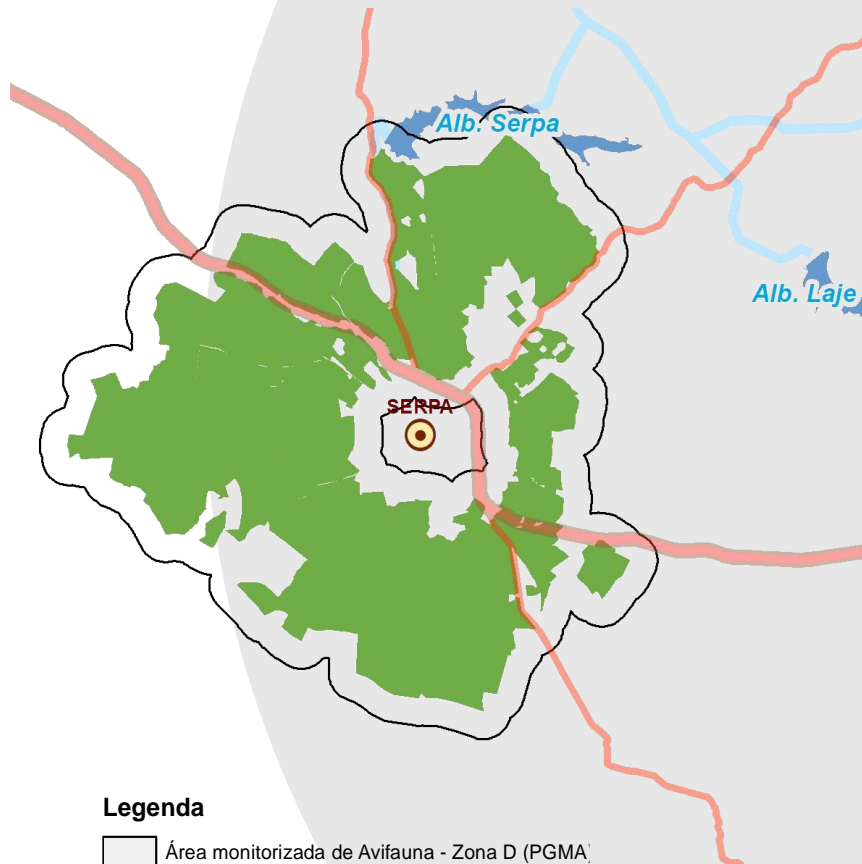 Alb. Serpa
Alb. Laje
SERPA
Legenda
Área monitorizada de Avifauna - Zona D (PGMA)